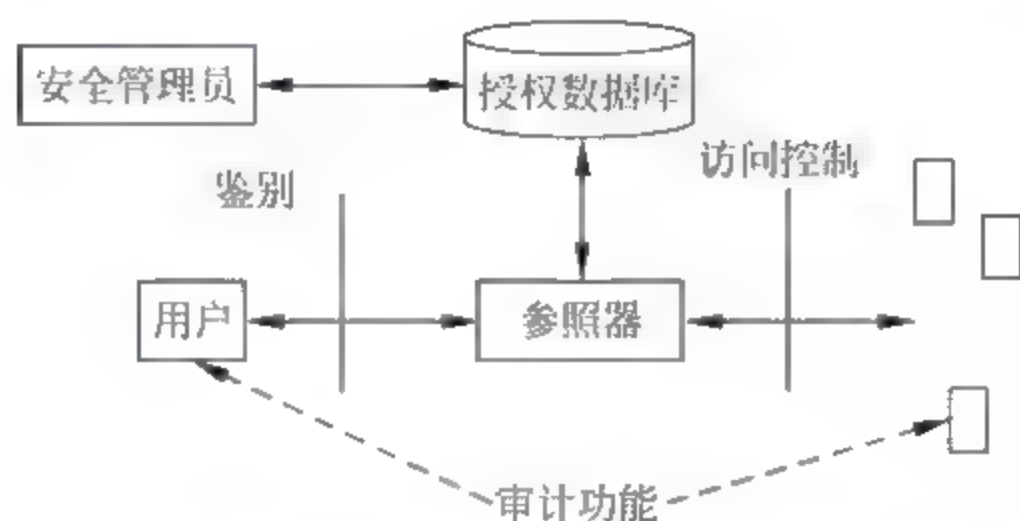 安全管理员
授权数据库
访问控制
鉴别
用户
参照器
审计功能